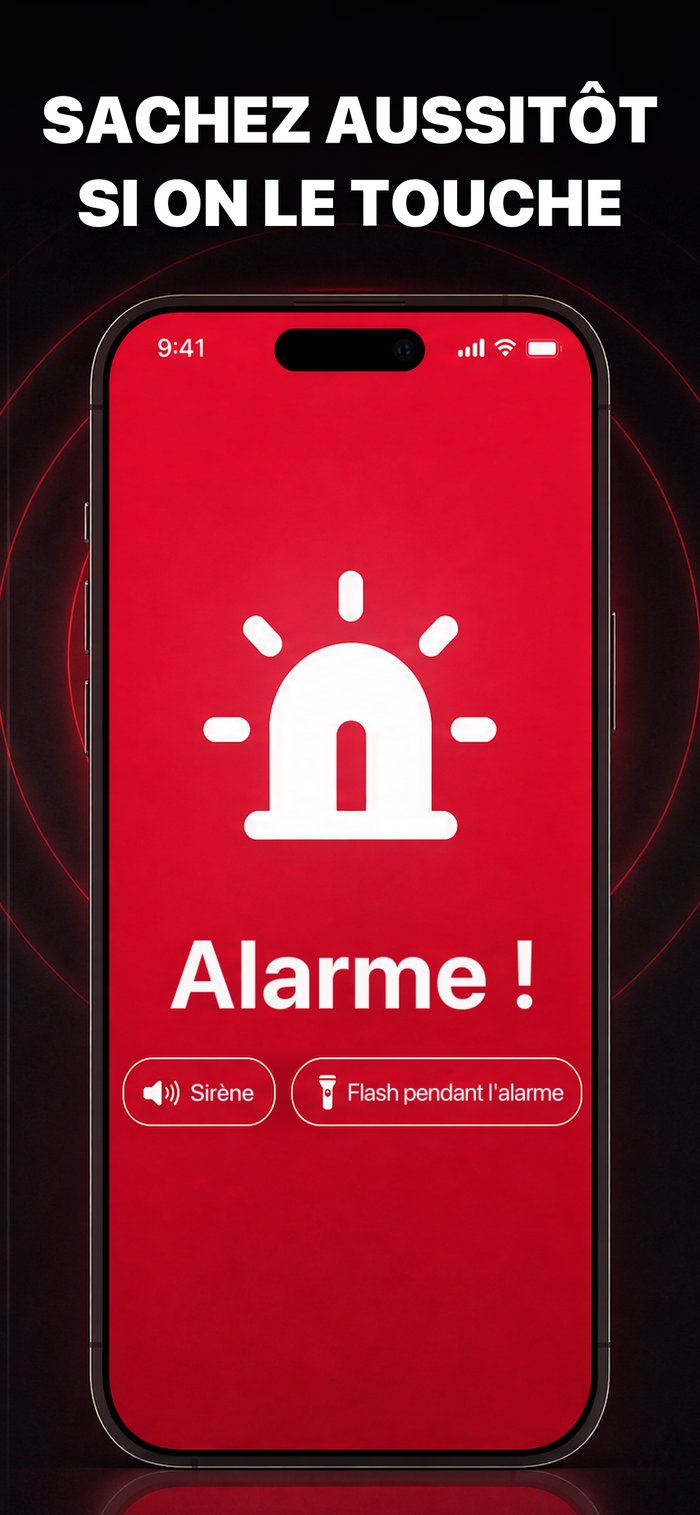 SACHEZ AUSSITÔT
SI ON LE TOUCHE
9:41
Alarme !
Sirène
Flash pendant l'alarme